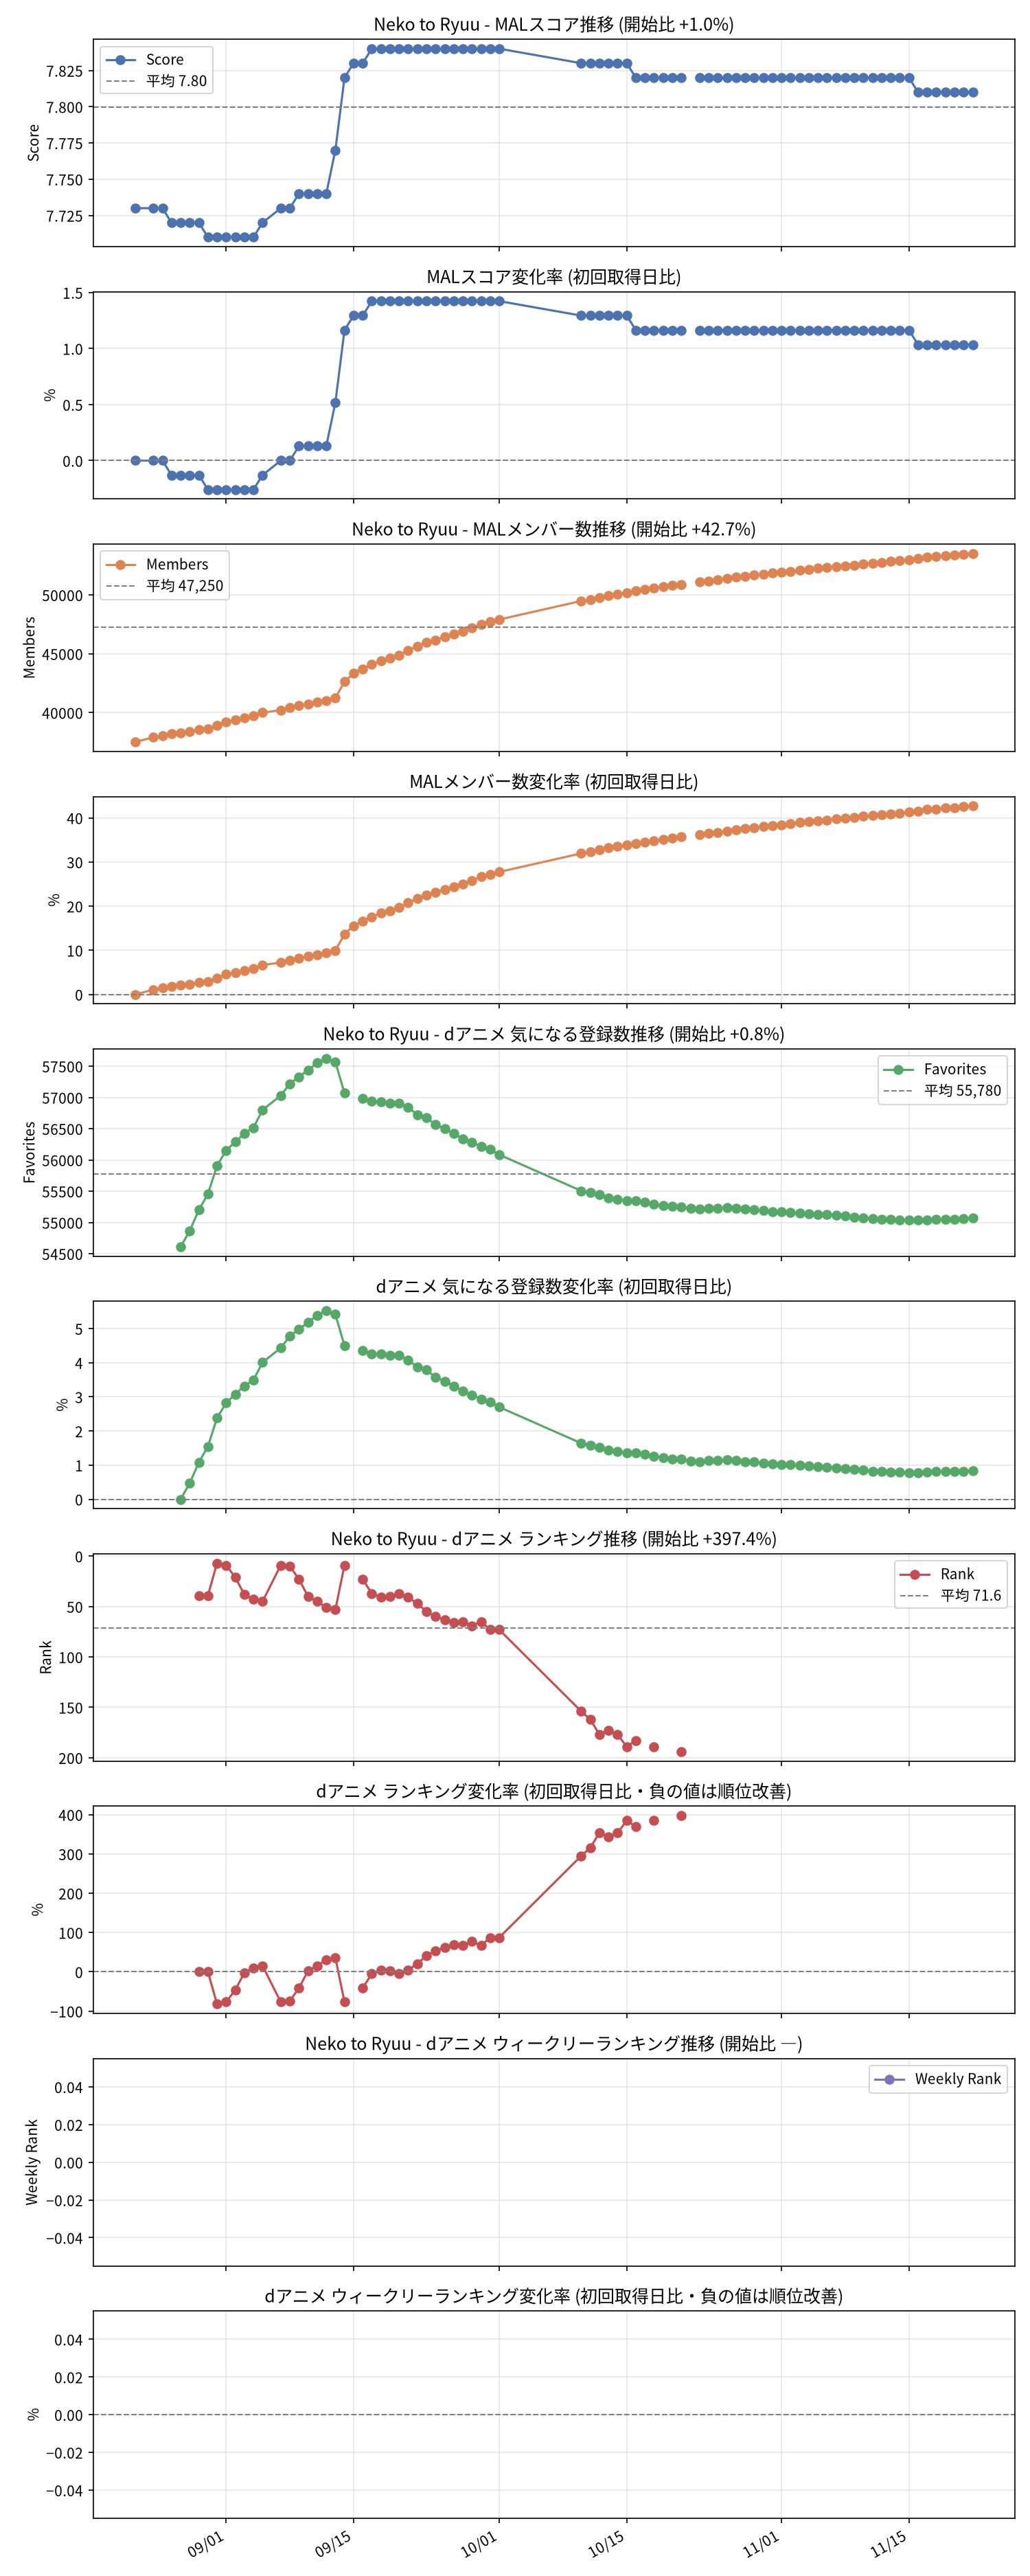 Neko to Ryuu - MALスコア推移 (開始比 +1.0%)
Score
平均 7.80
Score
7.825
7.800
7.775
7.750
7.725
MALスコア変化率 (初回取得日比)
%
1.5
1.0
0.5
0.0
Neko to Ryuu - MALメンバー数推移 (開始比 +42.7%)
Members
平均 47,250
Members
50000
45000
40000
MALメンバー数変化率 (初回取得日比)
%
40
30
20
10
0
Neko to Ryuu - dアニメ 気になる登録数推移 (開始比 +0.8%)
Favorites
平均 55,780
Favorites
57500
57000
56500
56000
55500
55000
54500
dアニメ 気になる登録数変化率 (初回取得日比)
%
5
4
3
2
1
0
Neko to Ryuu - dアニメ ランキング推移 (開始比 +397.4%)
Rank
平均 71.6
Rank
0
50
100
150
200
dアニメ ランキング変化率 (初回取得日比・負の値は順位改善)
%
400
300
200
100
0
−100
Neko to Ryuu - dアニメ ウィークリーランキング推移 (開始比 —)
Weekly Rank
Weekly Rank
0.04
0.02
0.00
−0.02
−0.04
dアニメ ウィークリーランキング変化率 (初回取得日比・負の値は順位改善)
%
0.04
0.02
0.00
−0.02
−0.04
09/01
09/15
10/01
10/15
11/01
11/15